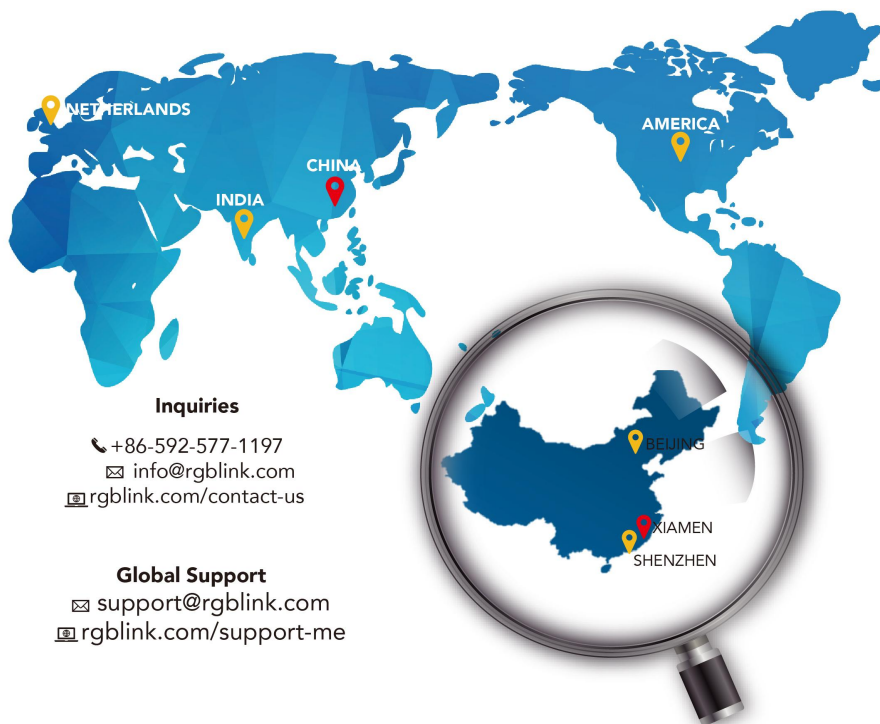 NETHERLANDS
AMERICA
CHINA
INDIA
Inquiries
+86-592-577-1197
info@rgblink.com
rgblink.com/contact-us
BEIJING
XIAMEN
SHENZHEN
Global Support
support@rgblink.com
rgblink.com/support-me